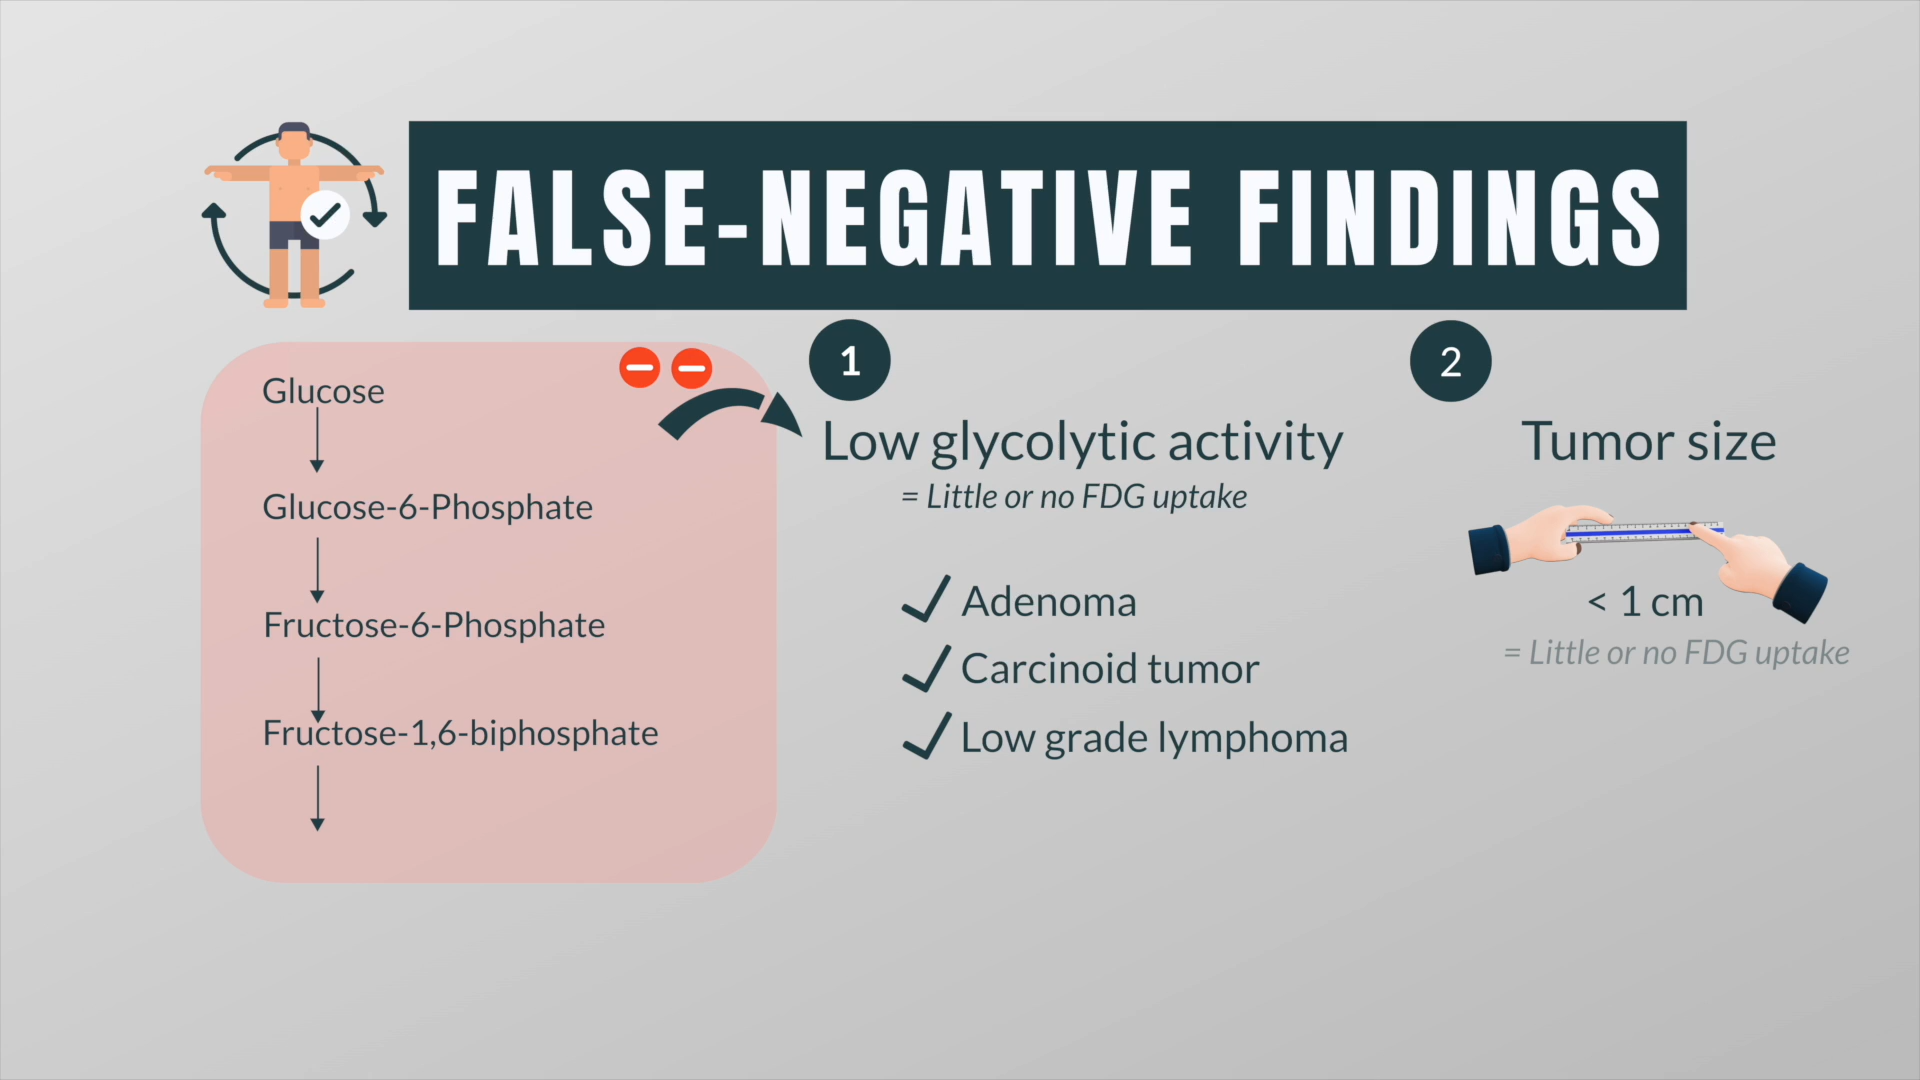 FALSE-NEGATIVE FINDINGS
Glucose
Glucose-6-Phosphate
Fructose-6-Phosphate
Fructose-1,6-biphosphate
1
Low glycolytic activity
= Little or no FDG uptake
Adenoma
Carcinoid tumor
Low grade lymphoma
2
Tumor size
< 1 cm
= Little or no FDG uptake